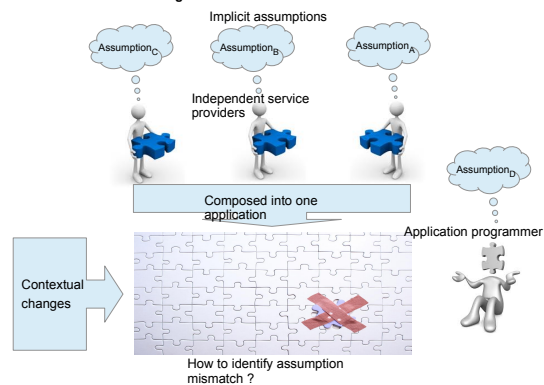 Implicit assumptions
AssumptionC
AssumptionB
AssumptionA
Independent service
providers
AssumptionD
Composed into one
application
Application programmer
Contextual
changes
How to identify assumption
mismatch ?